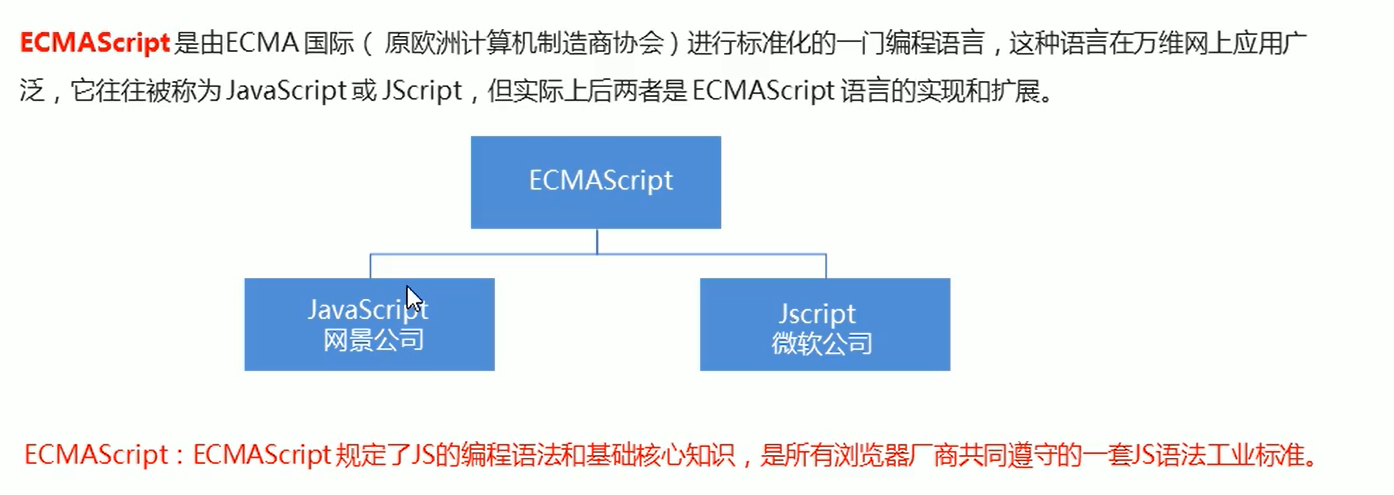 ECMAScript 是由ECMA 国际（ 原欧洲计算机制造商协会）进行标准化的一门编程语言，这种语言在万维网上应用广
泛，它往往被称为 JavaScript 或 JScript，但实际上后两者是 ECMAScript 语言的实现和扩展。
ECMAScript
JavaScript
网景公司
Jscript
微软公司
ECMAScript：ECMAScript 规定了JS的编程语法和基础核心知识，是所有浏览器厂商共同遵守的一套JS语法工业标准。